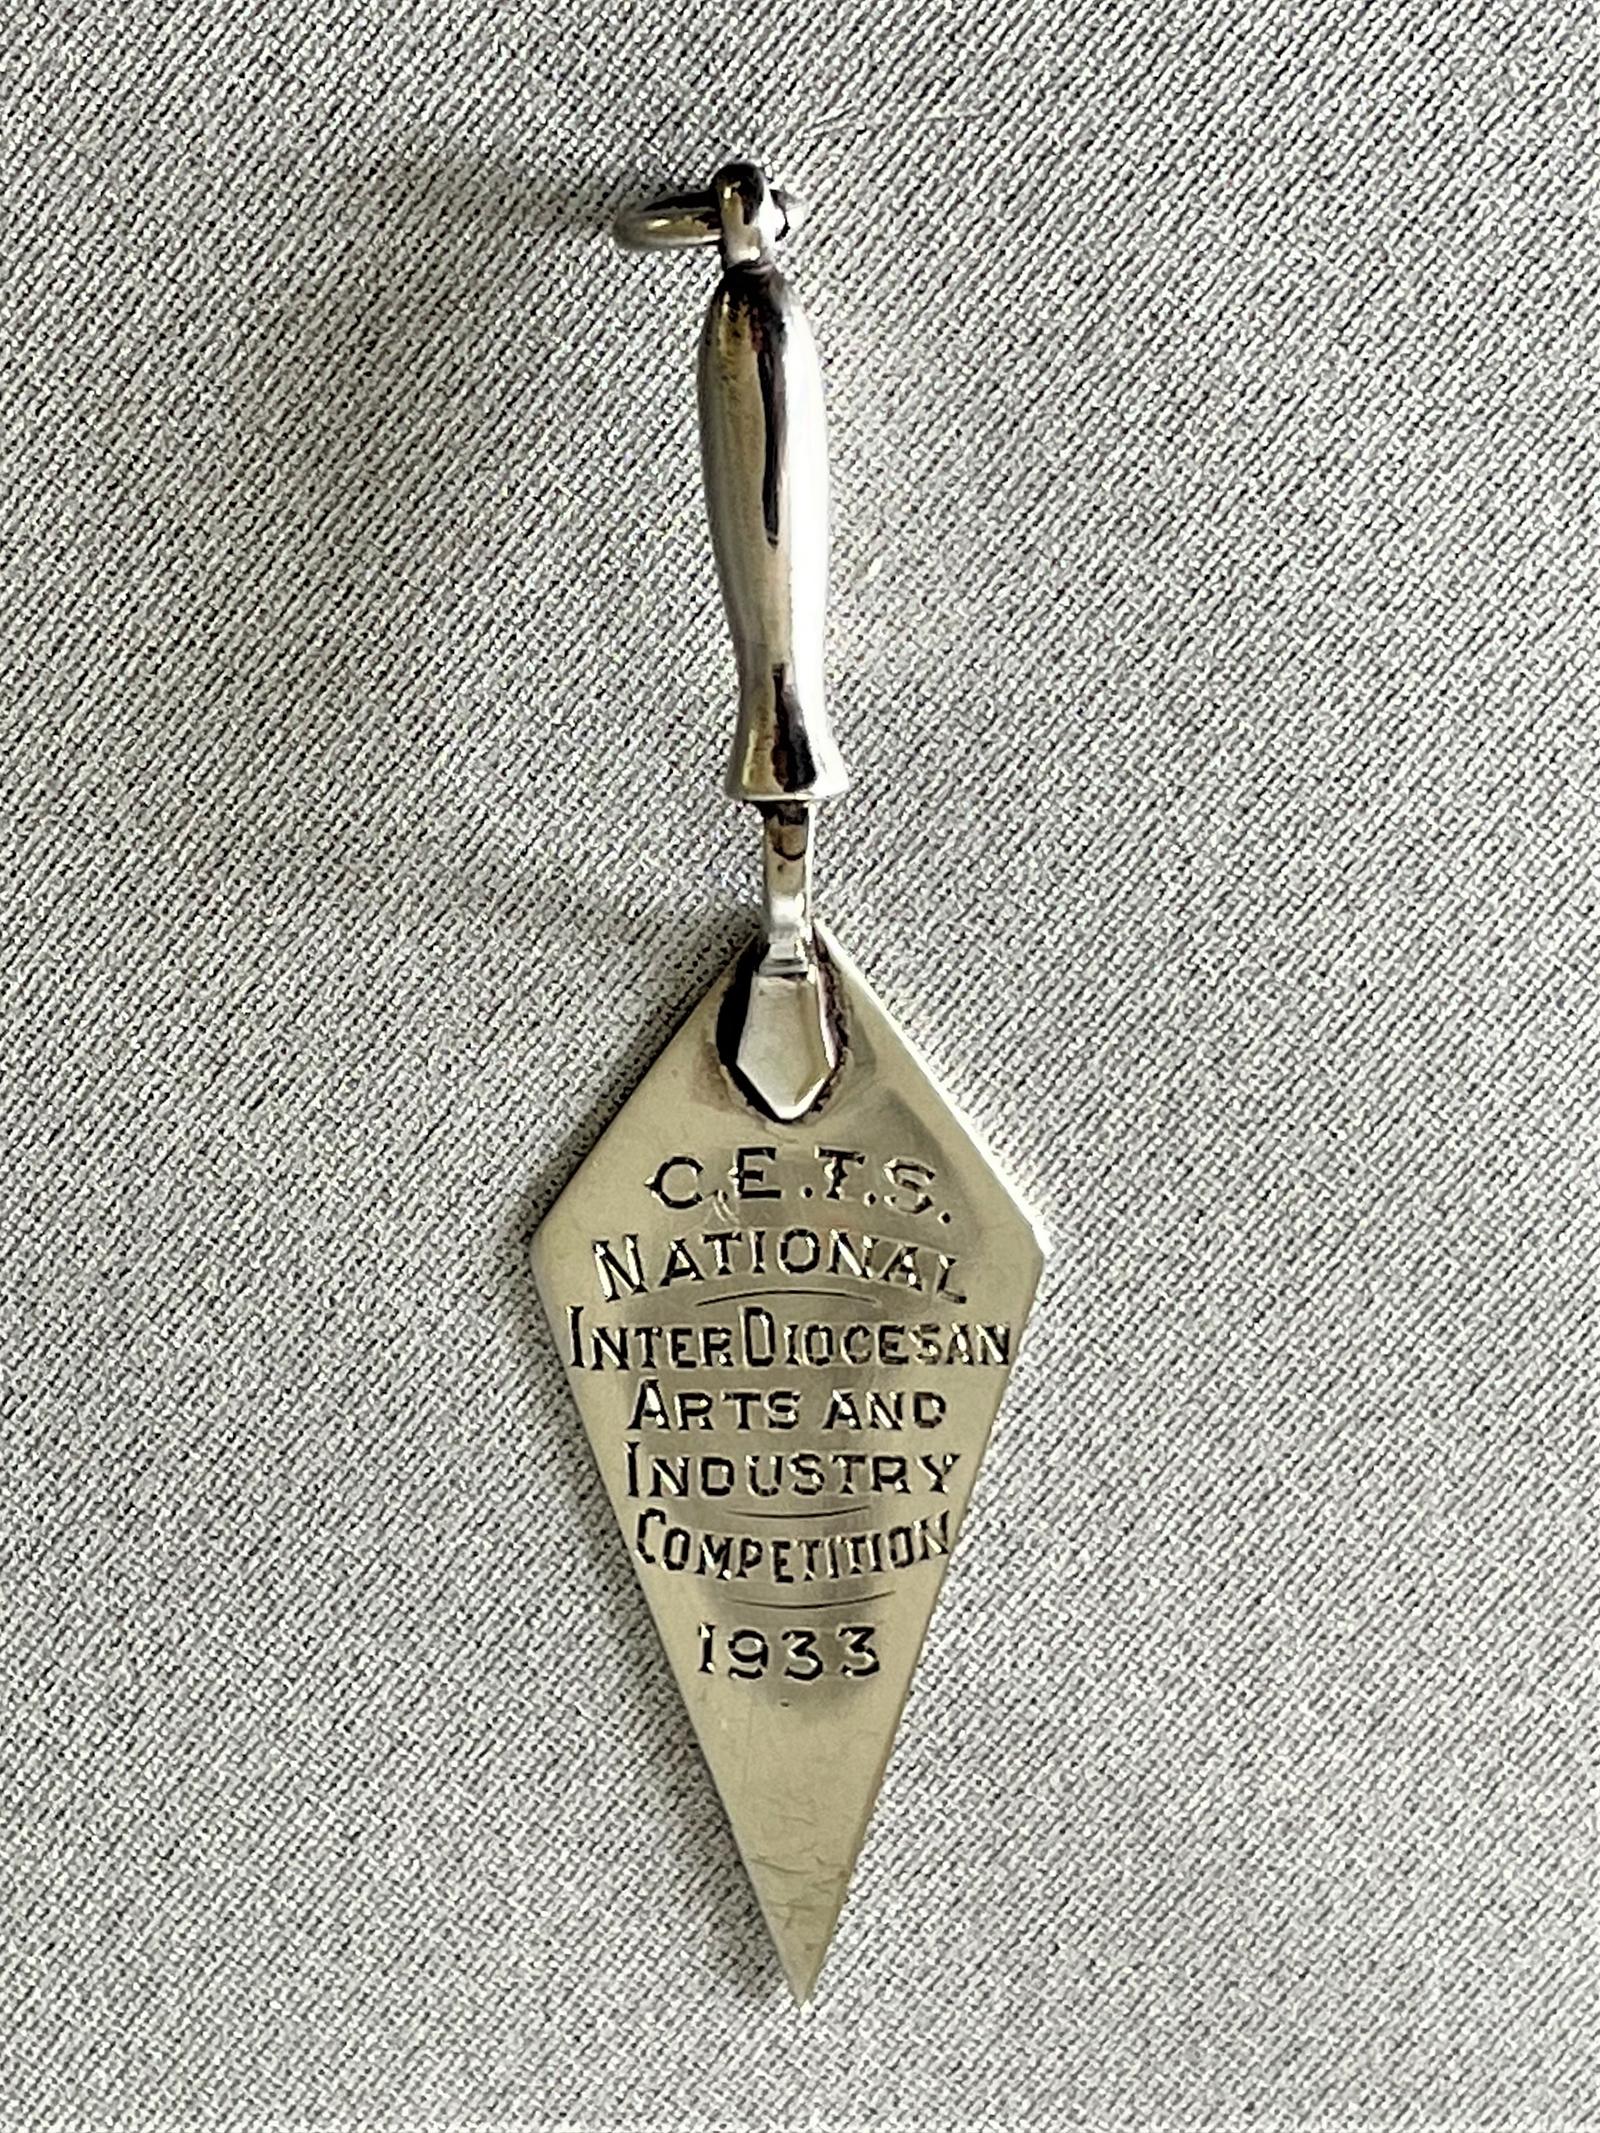 C.E.T.S.
NATIONAL
INTERDIOCESAN
ARTS AND
INDUSTRY
COMPETITION
1933